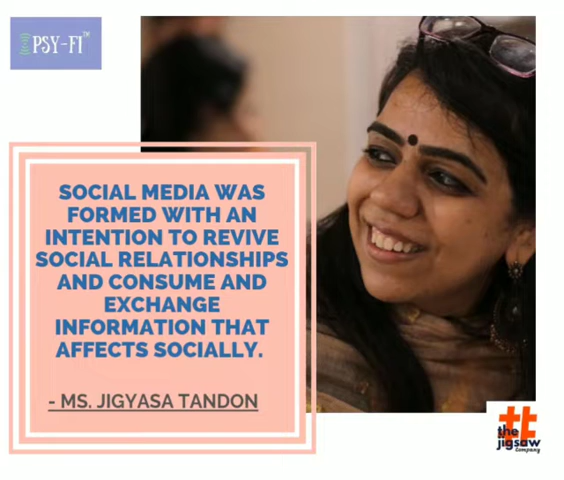 PSY-FI™
SOCIAL MEDIA WAS
FORMED WITH AN
INTENTION TO REVIVE
SOCIAL RELATIONSHIPS
AND CONSUME AND
EXCHANGE
INFORMATION THAT
AFFECTS SOCIALLY.
- MS. JIGYASA TANDON
the
jigsaw
company